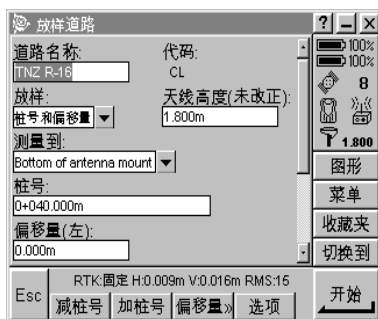 放样道路
? – X
道路名称:
代码:
TNZ R-16
CL
放样:
天线高度(未改正):
桩号和偏移量
1.800m
测量到:
Bottom of antenna mount
桩号:
0+040.000m
偏移量(左):
0.000m
100%
100%
8
1.800
图形
菜单
收藏夹
切换到
Esc
RTK:固定 H:0.009m V:0.016m RMS:15
减桩号
加桩号
偏移量»
选项
开始